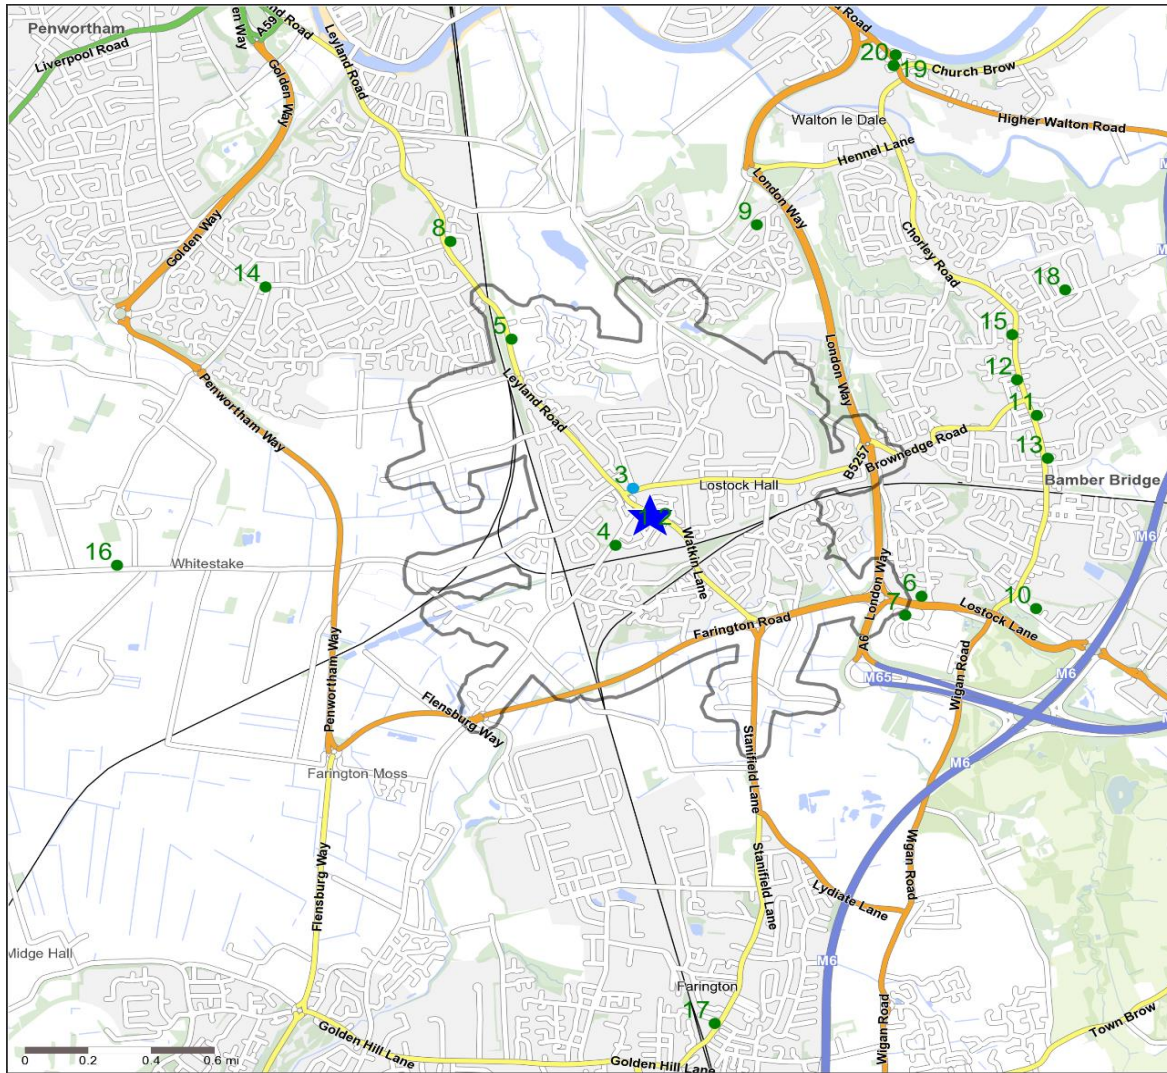 Penwortham
Liverpool Road
en Way
A59
nd Road
Golden Way
Leyland Road
Road
20
19
Church Brow
Walton le Dale
Higher Walton Road
Hennel Lane
London Way
9
8
Golden Way
14
Chorley Road
18
5
15
12
Leyland Road
London Way
11
Penwortham Way
B5257
Brownedge Road
13
3
Lostock Hall
Bamber Bridge
4
Watkin Lane
M6
16
Whitestake
London Way
6
7
10
Lostock Lane
Farington Road
A6
M65
Wigan Road
M6
Penwortham Way
Flensburg Way
Stanifield Lane
M6
Farington Moss
Wigan Road
Flensburg Way
Stanifield Lane
Lydiate Lane
Midge Hall
M6
Farington
17
Wigan Road
Town Brow
0 0.2 0.4 0.6 mi
Golden Hill Lane
Golden Hill Lane